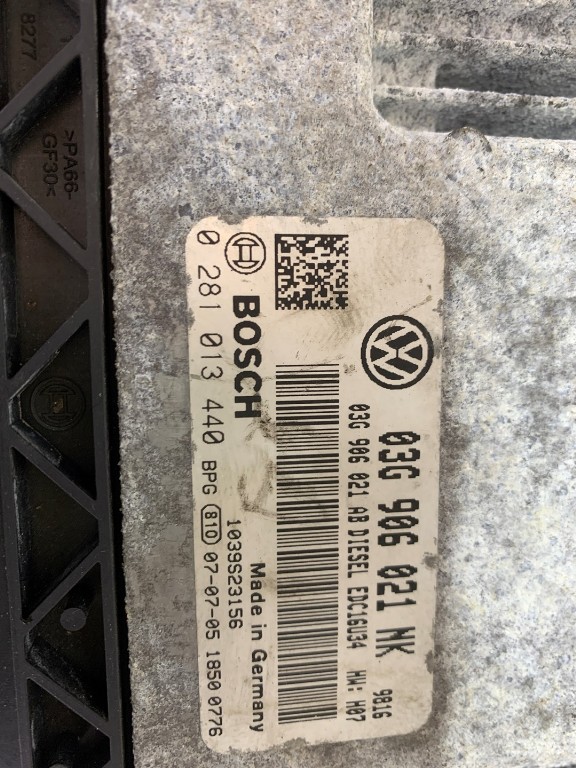 03G 906 021 NK 9816
03G 906 021 AB DIESEL EDC16U34 HW: H07
Made in Germany
BOSCH 1039S23156
0 281 013 440 BPG 810 07-07-05 1850 0776
>PA66-
GF30<
8277